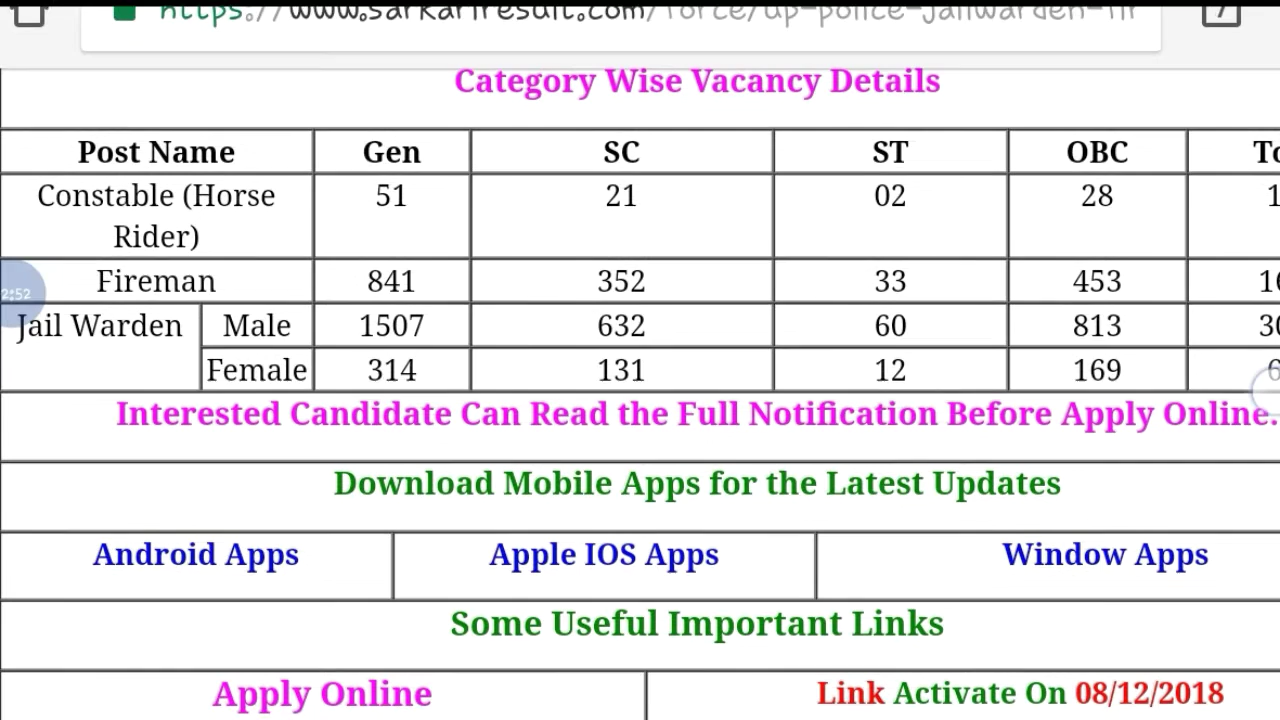 https://www.sarkariresult.com/force/up-police-jailwarden-fir
7
Category Wise Vacancy Details
Post Name Gen SC ST OBC
Constable (Horse Rider) 51 21 02 28
Fireman 841 352 33 453
2:52
Jail Warden Male 1507 632 60 813
Female 314 131 12 169
Interested Candidate Can Read the Full Notification Before Apply Online.
Download Mobile Apps for the Latest Updates
Android Apps Apple IOS Apps Window Apps
Some Useful Important Links
Apply Online Link Activate On 08/12/2018